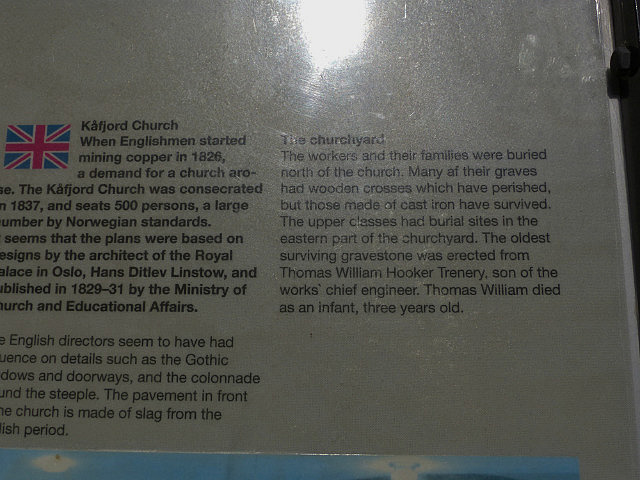 Kåfjord Church
When Englishmen started
mining copper in 1826,
a demand for a church aro-
se. The Kåfjord Church was consecrated
n 1837, and seats 500 persons, a large
number by Norwegian standards.
t seems that the plans were based on
esigns by the architect of the Royal
alace in Oslo, Hans Ditlev Linstow, and
ublished in 1829–31 by the Ministry of
hurch and Educational Affairs.
e English directors seem to have had
uence on details such as the Gothic
dows and doorways, and the colonnade
und the steeple. The pavement in front
he church is made of slag from the
lish period.
The churchyard
The workers and their families were buried
north of the church. Many af their graves
had wooden crosses which have perished,
but those made of cast iron have survived.
The upper classes had burial sites in the
eastern part of the churchyard. The oldest
surviving gravestone was erected from
Thomas William Hooker Trenery, son of the
works` chief engineer. Thomas William died
as an infant, three years old.